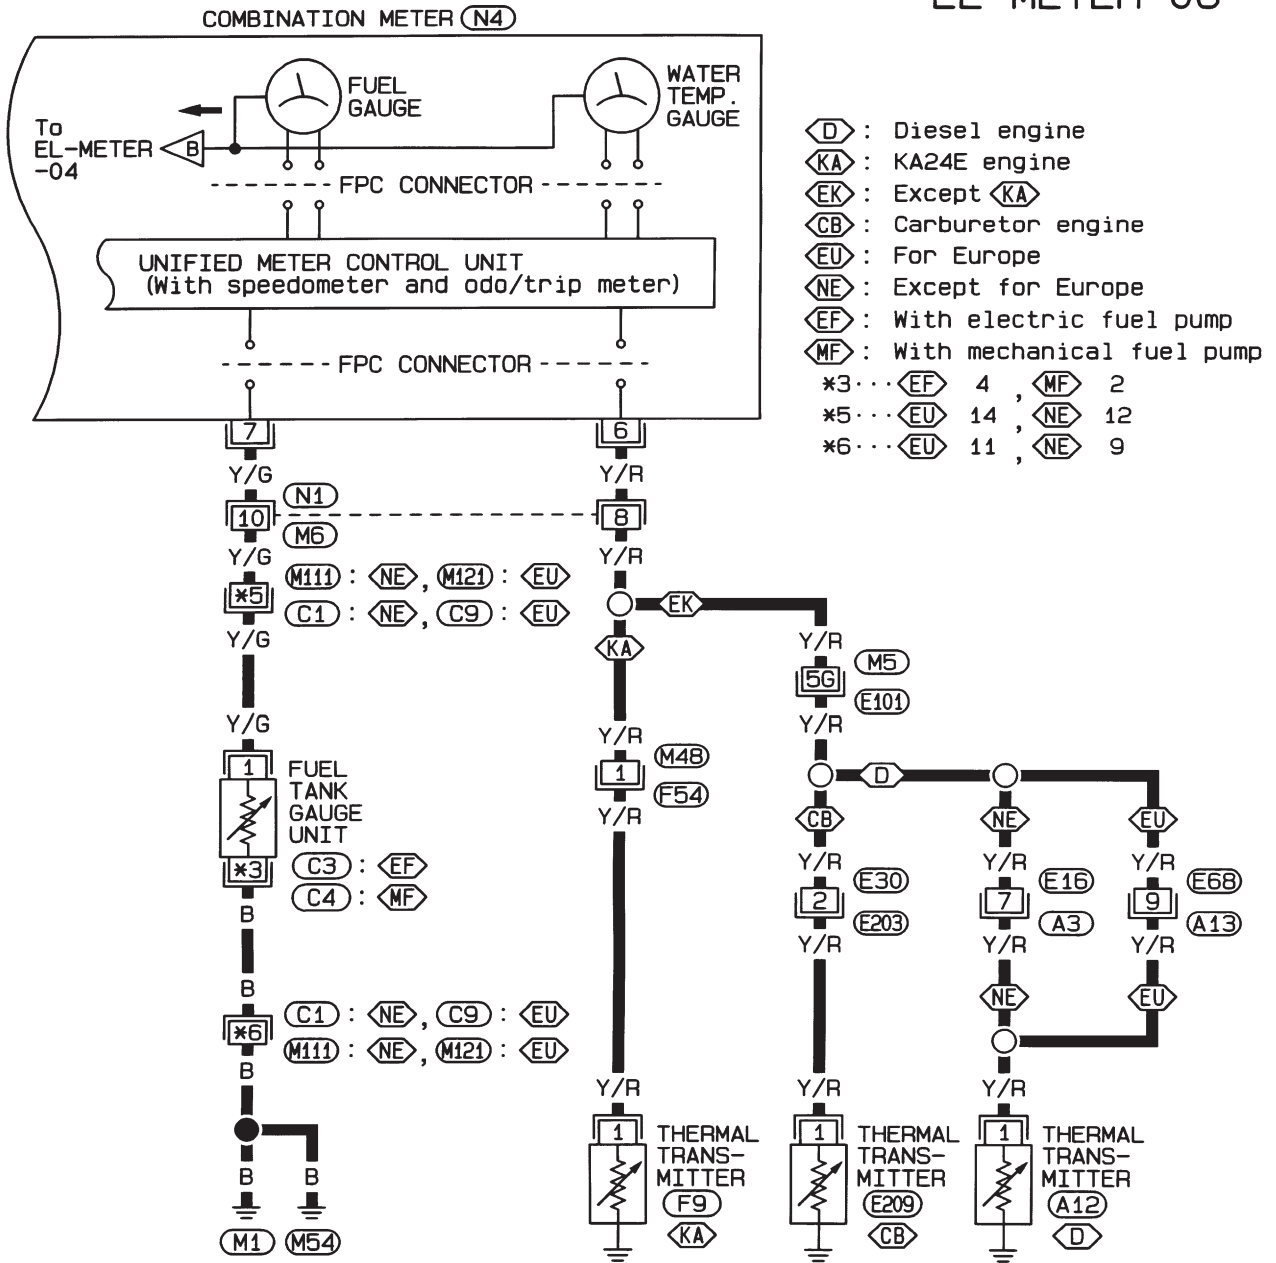 EL-METER-06
COMBINATION METER N4
FUEL
GAUGE
WATER
TEMP.
GAUGE
To
EL-METER
-04
B
FPC CONNECTOR
UNIFIED METER CONTROL UNIT
(With speedometer and odo/trip meter)
FPC CONNECTOR
D : Diesel engine
KA : KA24E engine
EK : Except KA
CB : Carburetor engine
EU : For Europe
NE : Except for Europe
EF : With electric fuel pump
MF : With mechanical fuel pump
*3··· EF 4 , MF 2
*5··· EU 14 , NE 12
*6··· EU 11 , NE 9
7 6
Y/G Y/R
N1
10 8
M6
Y/G Y/R
M111 : NE , M121 : EU
*5
C1 : NE , C9 : EU
Y/G
EK
KA
Y/R
M5
5G
E101
Y/R
Y/G
Y/R
M48
1
F54
Y/R
1
FUEL
TANK
GAUGE
UNIT
*3
C3 : EF
C4 : MF
B
B
D
CB NE EU
Y/R Y/R Y/R
E30 E16 E68
2 7 9
E203 A3 A13
Y/R Y/R Y/R
NE EU
C1 : NE , C9 : EU
*6
M111 : NE , M121 : EU
B
Y/R Y/R Y/R
1 1 1
B B
M1 M54
THERMAL
TRANS-
MITTER
F9
KA
THERMAL
TRANS-
MITTER
E209
CB
THERMAL
TRANS-
MITTER
A12
D